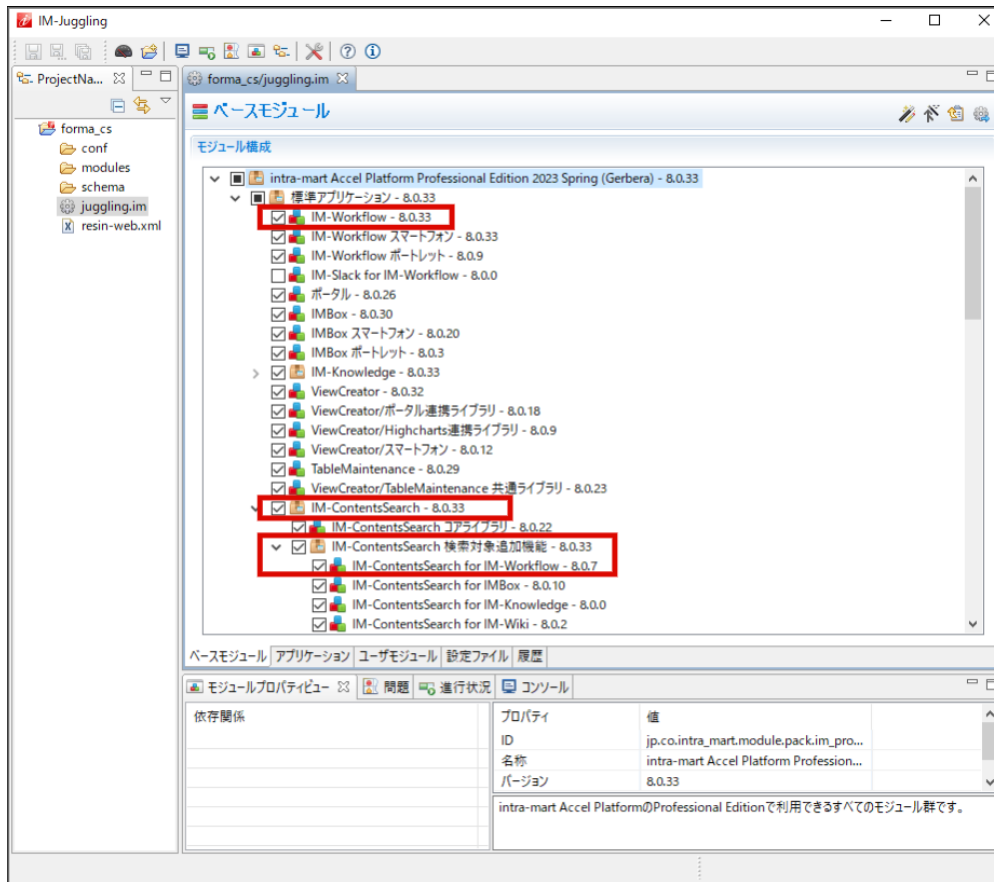 IM-Juggling
ProjectNa...
forma_cs/juggling.im
forma_cs
conf
modules
schema
juggling.im
resin-web.xml
ベースモジュール
モジュール構成
intra-mart Accel Platform Professional Edition 2023 Spring (Gerbera) - 8.0.33
標準アプリケーション - 8.0.33
IM-Workflow - 8.0.33
IM-Workflow スマートフォン - 8.0.33
IM-Workflow ポートレット - 8.0.9
IM-Slack for IM-Workflow - 8.0.0
ポータル - 8.0.26
IMBox - 8.0.30
IMBox スマートフォン - 8.0.20
IMBox ポートレット - 8.0.3
IM-Knowledge - 8.0.33
ViewCreator - 8.0.32
ViewCreator/ポータル連携ライブラリ - 8.0.18
ViewCreator/Highcharts連携ライブラリ - 8.0.9
ViewCreator/スマートフォン - 8.0.12
TableMaintenance - 8.0.29
ViewCreator/TableMaintenance 共通ライブラリ - 8.0.23
IM-ContentsSearch - 8.0.33
IM-ContentsSearch コアライブラリ - 8.0.22
IM-ContentsSearch 検索対象追加機能 - 8.0.33
IM-ContentsSearch for IM-Workflow - 8.0.7
IM-ContentsSearch for IMBox - 8.0.10
IM-ContentsSearch for IM-Knowledge - 8.0.0
IM-ContentsSearch for IM-Wiki - 8.0.2
ベースモジュール アプリケーション ユーザモジュール 設定ファイル 履歴
モジュールプロパティビュー 問題 進行状況 コンソール
依存関係
プロパティ 値
ID jp.co.intra_mart.module.pack.im_pro...
名称 intra-mart Accel Platform Profession...
バージョン 8.0.33
intra-mart Accel PlatformのProfessional Editionで利用できるすべてのモジュール群です。